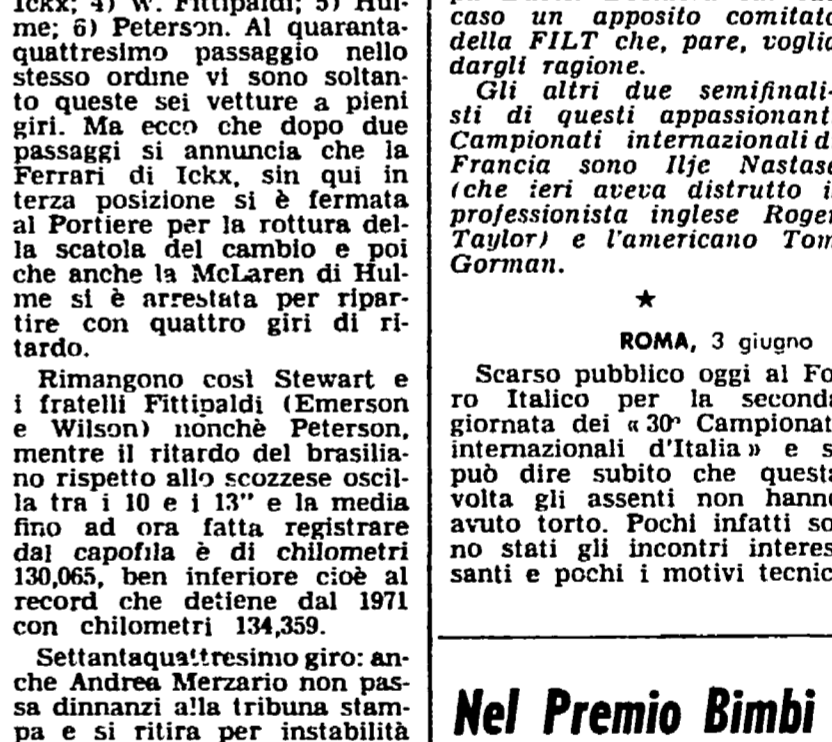 Ickx; 4) W. Fittipaldi; 5) Hul-
me; 6) Peterson. Al quaranta-
quattresimo passaggio nello
stesso ordine vi sono soltan-
to queste sei vetture a pieni
giri. Ma ecco che dopo due
passaggi si annuncia che la
Ferrari di Ickx, sin qui in
terza posizione si è fermata
al Portiere per la rottura del-
la scatola del cambio e poi
che anche la McLaren di Hul-
me si è arrestata per ripar-
tire con quattro giri di ri-
tardo.
Rimangono così Stewart e
i fratelli Fittipaldi (Emerson
e Wilson) nonchè Peterson,
mentre il ritardo del brasilia-
no rispetto allo scozzese oscil-
la tra i 10 e i 13" e la media
fino ad ora fatta registrare
dal capofila è di chilometri
130,065, ben inferiore cioè al
record che detiene dal 1971
con chilometri 134,359.
Settantaquattresimo giro: an-
che Andrea Merzario non pas-
sa dinnanzi alla tribuna stam-
pa e si ritira per instabilità
caso un apposito comitato
della FILT che, pare, voglia
dargli ragione.
Gli altri due semifinali-
sti di questi appassionanti
Campionati internazionali d
Francia sono Ilje Nastase
(che ieri aveva distrutto i
professionista inglese Roger
Taylor) e l'americano Tom
Gorman.
★
ROMA, 3 giugno
Scarso pubblico oggi al Fo
ro Italico per la seconda
giornata dei « 30ⁿ Campionat
internazionali d'Italia » e s
può dire subito che questa
volta gli assenti non hanno
avuto torto. Pochi infatti so
no stati gli incontri interes
santi e pochi i motivi tecnic
Nel Premio Bimbi